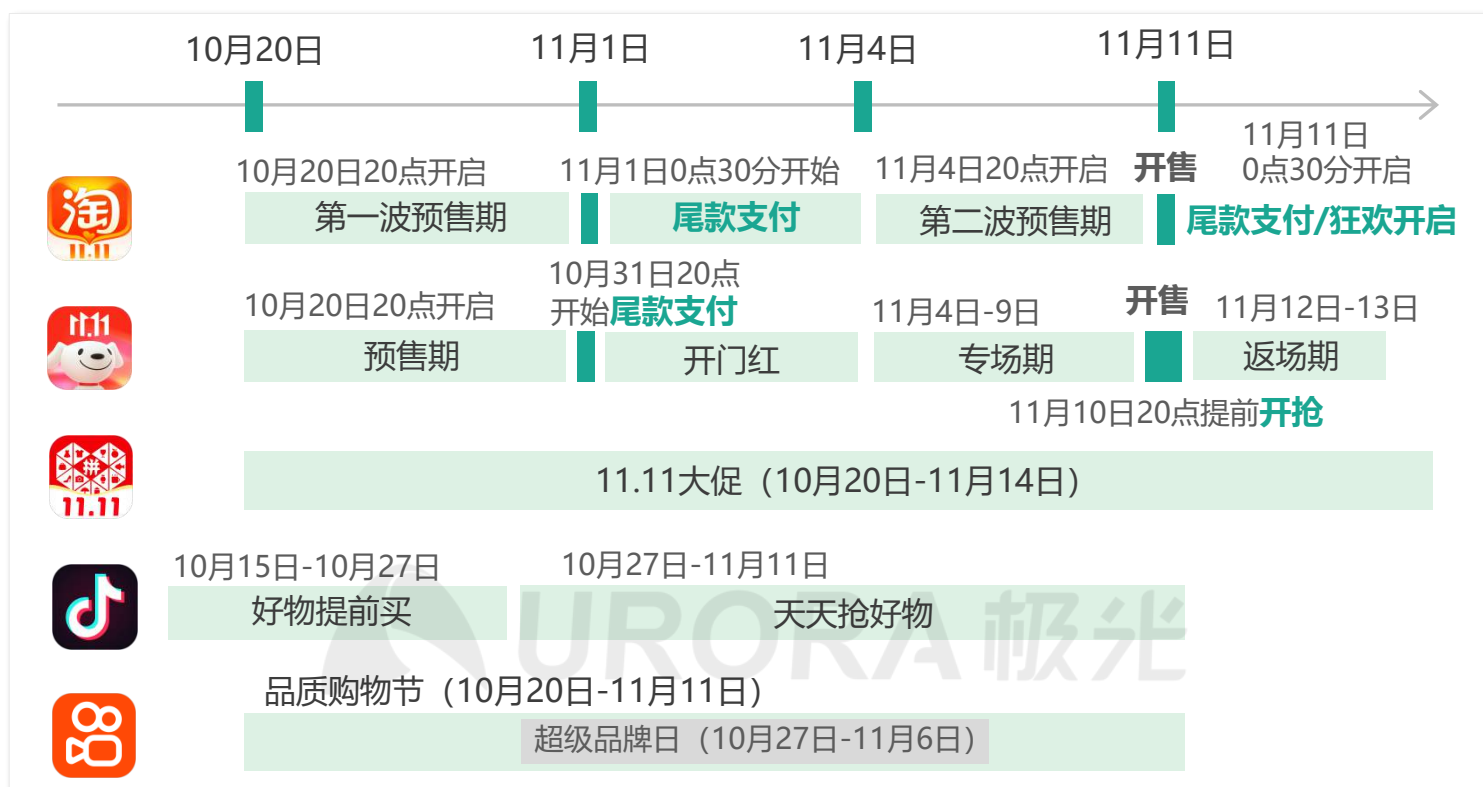 10月20日
11月1日
11月4日
11月11日
10月20日20点开启
11月1日0点30分开始
11月4日20点开启
开售
11月11日
0点30分开启
淘
11.11
第一波预售期
尾款支付
第二波预售期
尾款支付/狂欢开启
10月20日20点开启
10月31日20点
开始尾款支付
11月4日-9日
开售
11月12日-13日
11.11
预售期
开门红
专场期
返场期
11月10日20点提前开抢
拼
11.11
11.11大促（10月20日-11月14日）
10月15日-10月27日
10月27日-11月11日
好物提前买
天天抢好物
URORA极光
品质购物节（10月20日-11月11日）
超级品牌日（10月27日-11月6日）